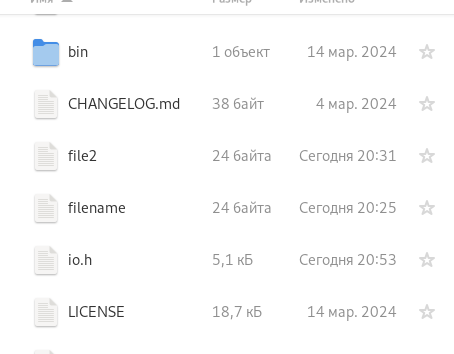 Имя Размер Изменено
bin 1 объект 14 мар. 2024
CHANGELOG.md 38 байт 4 мар. 2024
file2 24 байта Сегодня 20:31
filename 24 байта Сегодня 20:25
io.h 5,1 кБ Сегодня 20:53
LICENSE 18,7 кБ 14 мар. 2024